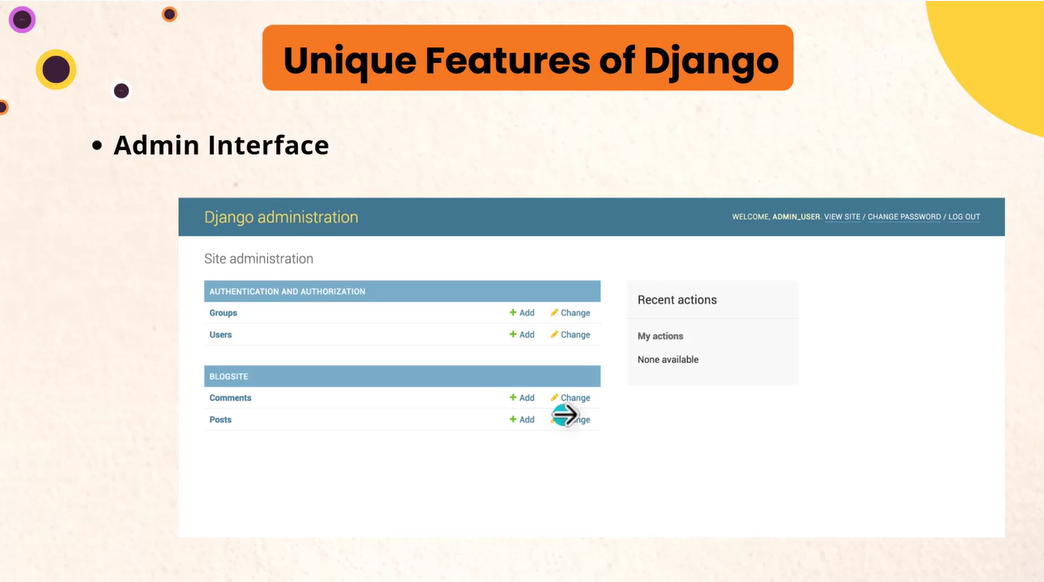 Unique Features of Django
• Admin Interface
Django administration
WELCOME, ADMIN_USER. VIEW SITE / CHANGE PASSWORD / LOG OUT
Site administration
AUTHENTICATION AND AUTHORIZATION
Groups + Add Change
Users + Add Change
BLOGSITE
Comments + Add Change
Posts + Add
Recent actions
My actions
None available